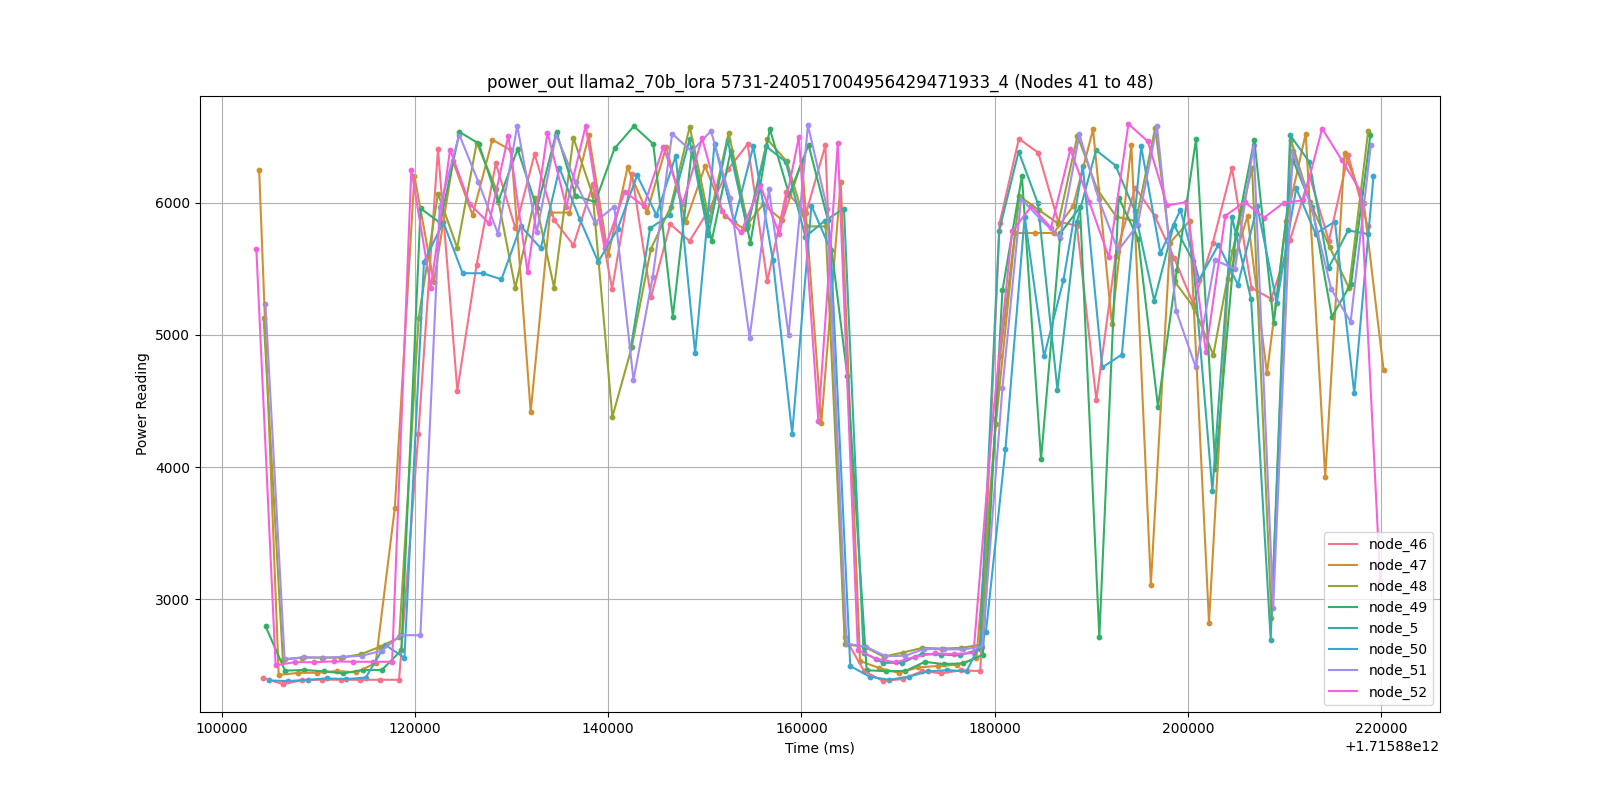 power_out llama2_70b_lora 5731-240517004956429471933_4 (Nodes 41 to 48)
Power Reading
6000
5000
4000
3000
100000 120000 140000 160000 180000 200000 220000
Time (ms)
+1.71588e12
node_46
node_47
node_48
node_49
node_5
node_50
node_51
node_52